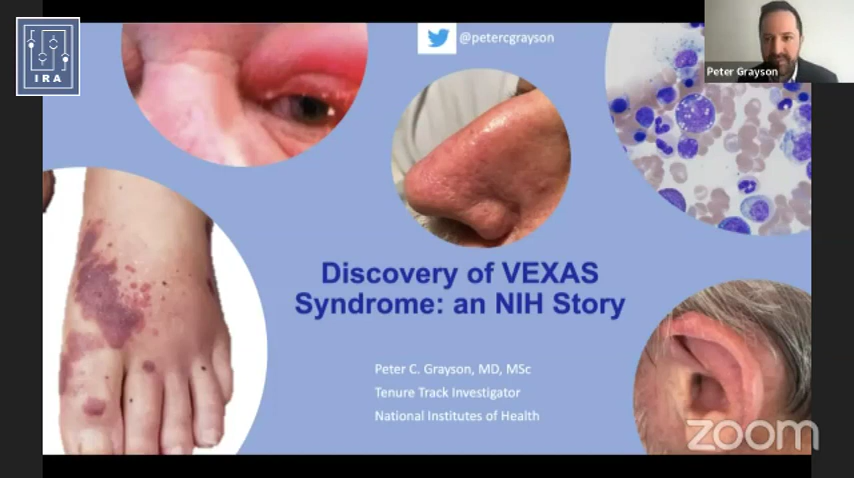 IRA
@petercgrayson
Peter Grayson
Discovery of VEXAS
Syndrome: an NIH Story
Peter C. Grayson, MD, MSc
Tenure Track Investigator
National Institutes of Health
zoom